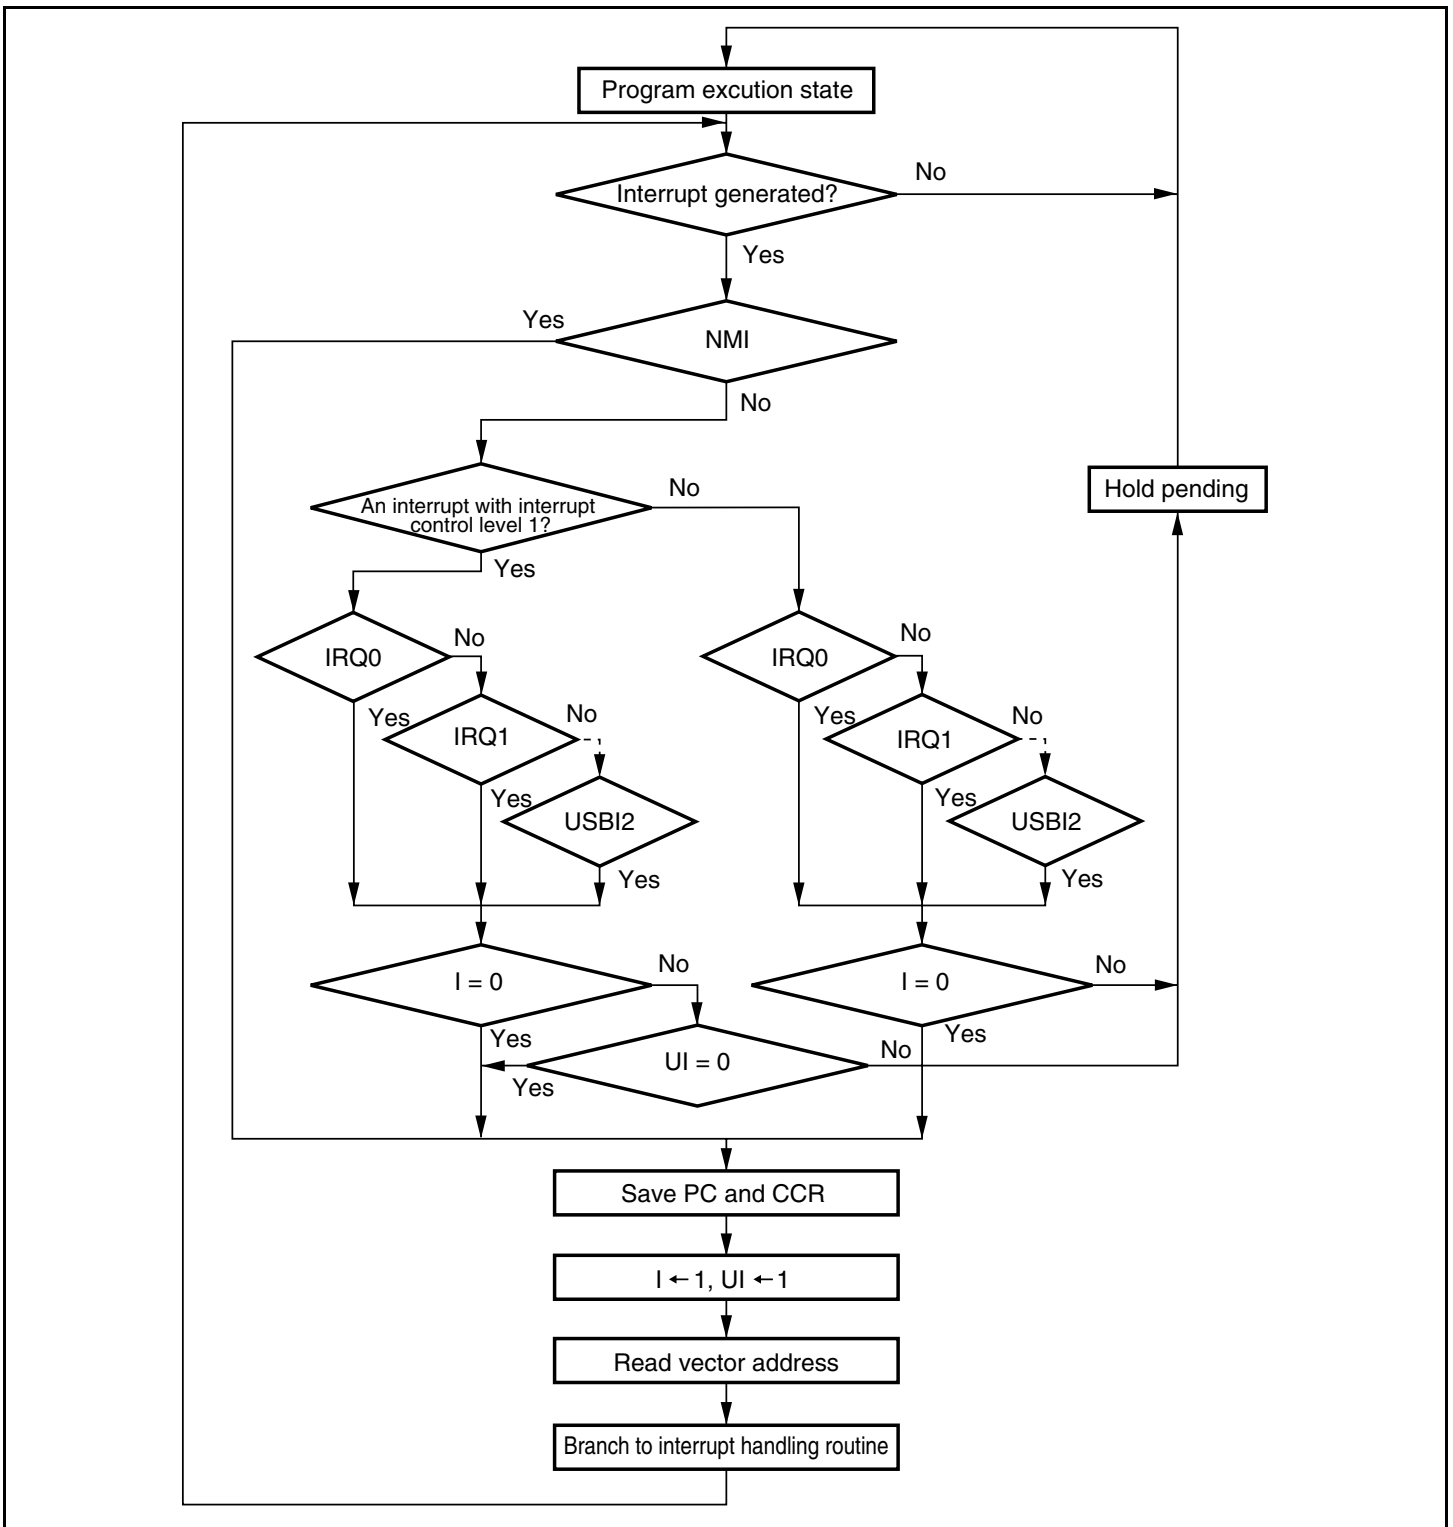 Program excution state
No
Interrupt generated?
Yes
Yes
NMI
No
No
Hold pending
An interrupt with interrupt
control level 1?
Yes
No
No
IRQ0
IRQ0
Yes
No
Yes
No
IRQ1
IRQ1
Yes
Yes
USBI2
USBI2
Yes
Yes
No
No
I = 0
I = 0
Yes
Yes
No
UI = 0
Yes
Save PC and CCR
I ← 1, UI ← 1
Read vector address
Branch to interrupt handling routine